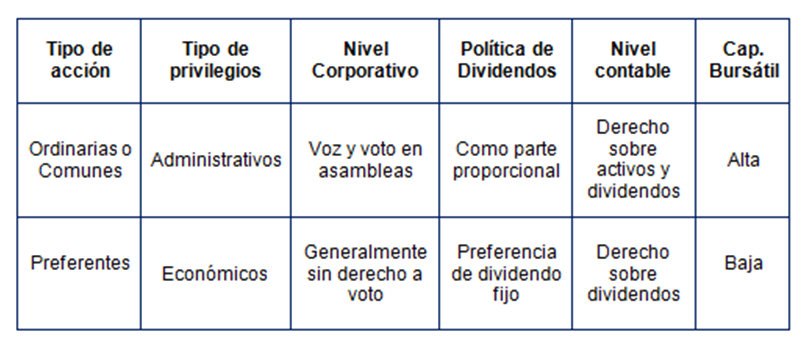 Tipo de acción
Tipo de privilegios
Nivel Corporativo
Política de Dividendos
Nivel contable
Cap. Bursátil
Ordinarias o Comunes
Administrativos
Voz y voto en asambleas
Como parte proporcional
Derecho sobre activos y dividendos
Alta
Preferentes
Económicos
Generalmente sin derecho a voto
Preferencia de dividendo fijo
Derecho sobre dividendos
Baja